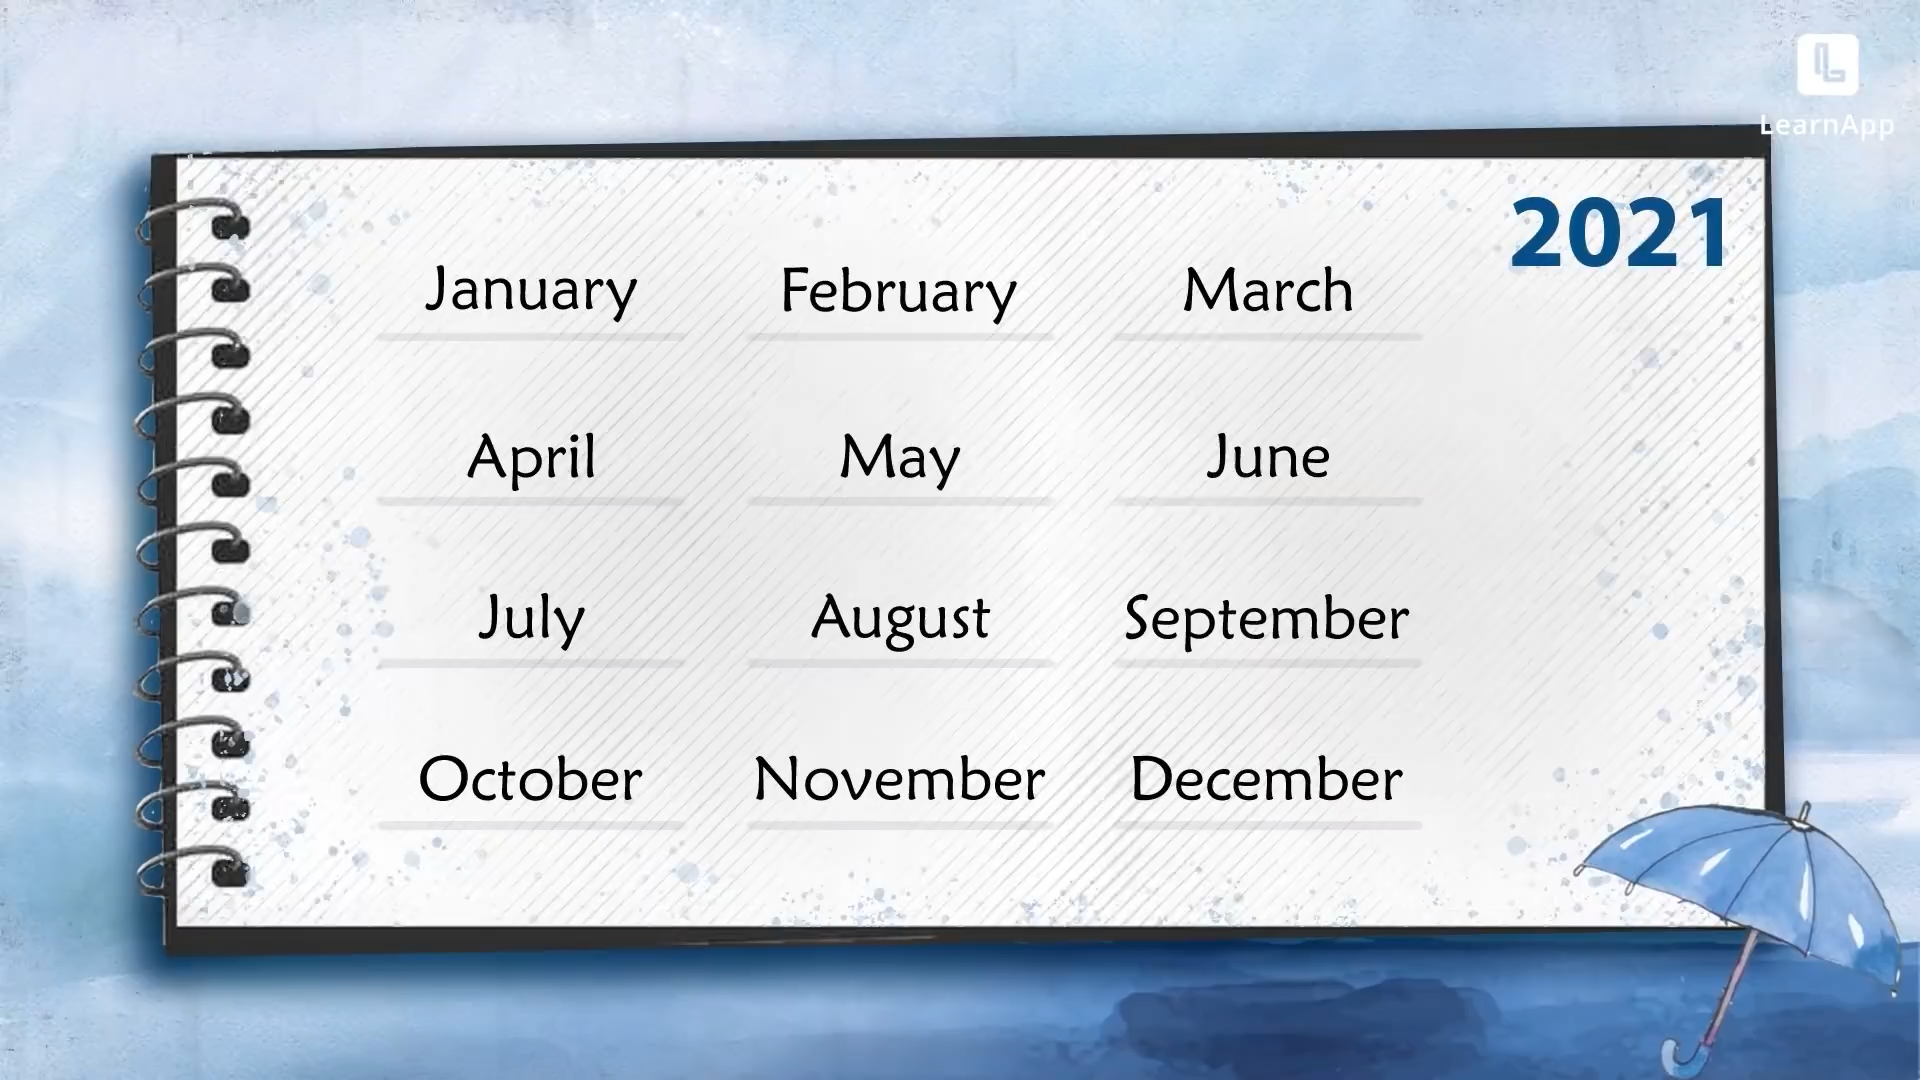 LearnApp
2021
January February March
April May June
July August September
October November December